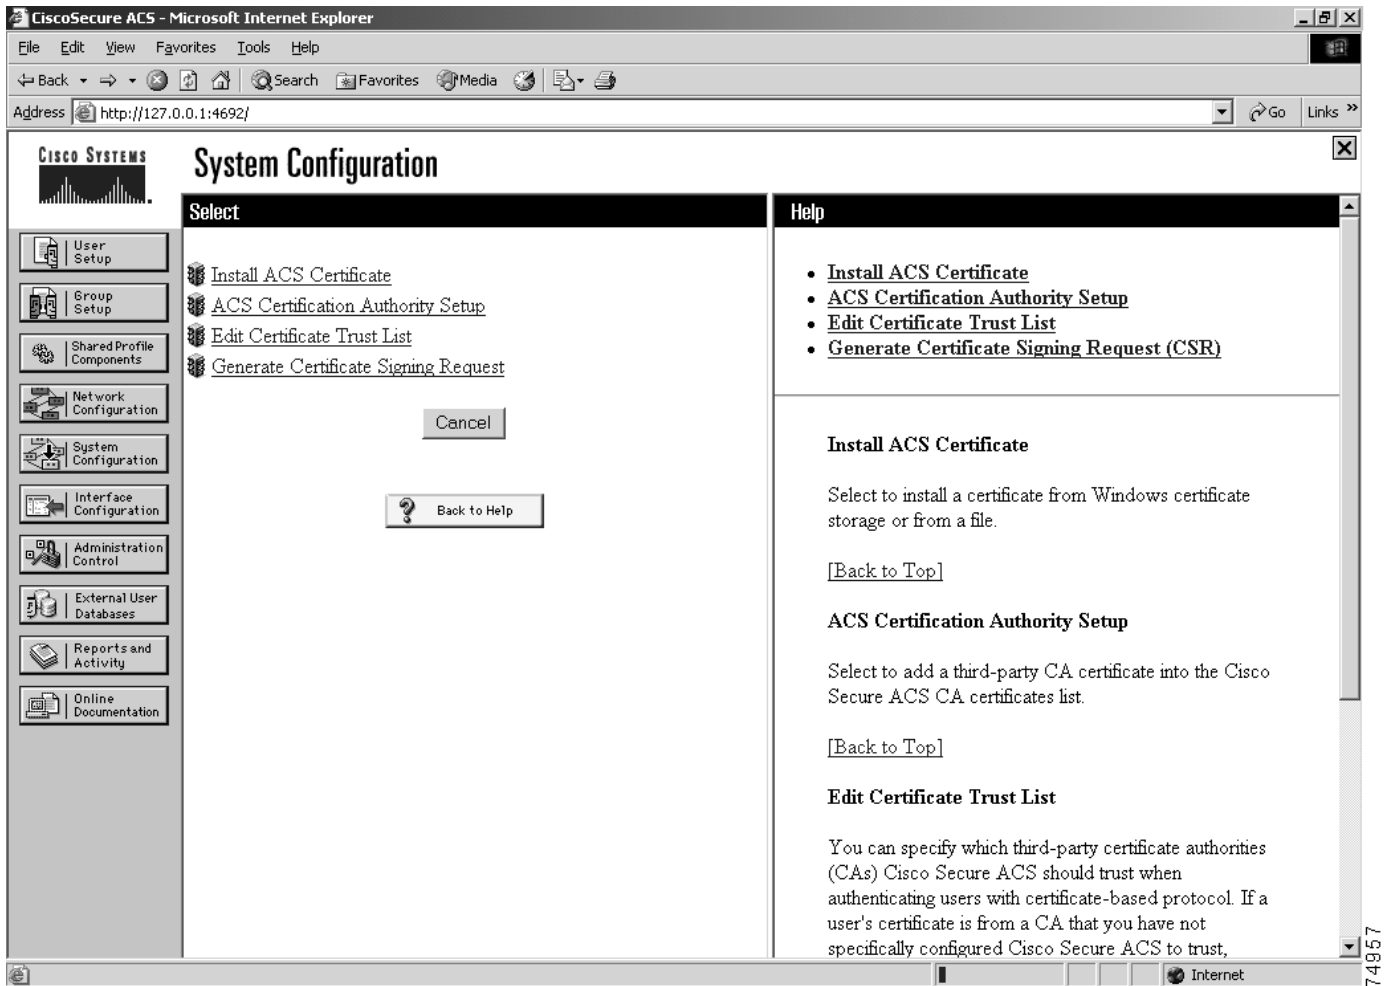 CiscoSecure ACS - Microsoft Internet Explorer
File Edit View Favorites Tools Help
Back Search Favorites Media
Address http://127.0.0.1:4692/ Go Links »
CISCO SYSTEMS
System Configuration
User
Setup
Group
Setup
Shared Profile
Components
Network
Configuration
System
Configuration
Interface
Configuration
Administration
Control
External User
Databases
Reports and
Activity
Online
Documentation
Select
Install ACS Certificate
ACS Certification Authority Setup
Edit Certificate Trust List
Generate Certificate Signing Request
Cancel
? Back to Help
Help
• Install ACS Certificate
• ACS Certification Authority Setup
• Edit Certificate Trust List
• Generate Certificate Signing Request (CSR)
Install ACS Certificate
Select to install a certificate from Windows certificate
storage or from a file.
[Back to Top]
ACS Certification Authority Setup
Select to add a third-party CA certificate into the Cisco
Secure ACS CA certificates list.
[Back to Top]
Edit Certificate Trust List
You can specify which third-party certificate authorities
(CAs) Cisco Secure ACS should trust when
authenticating users with certificate-based protocol. If a
user's certificate is from a CA that you have not
specifically configured Cisco Secure ACS to trust,
Internet
74957